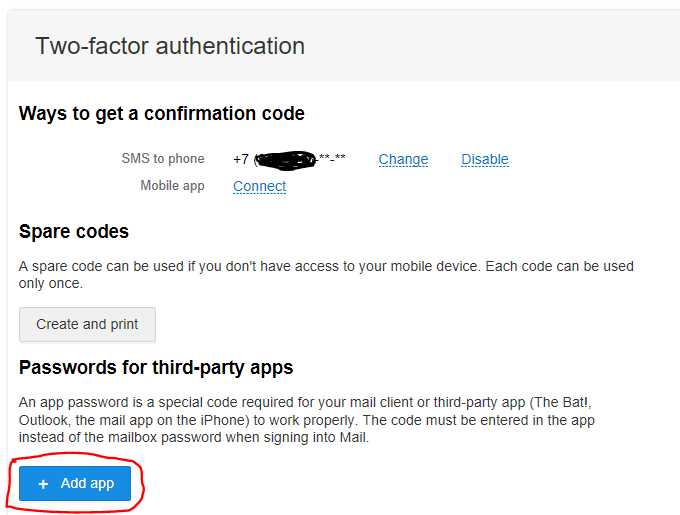 Two-factor authentication
Ways to get a confirmation code
SMS to phone +7 ( -**-** Change Disable
Mobile app Connect
Spare codes
A spare code can be used if you don't have access to your mobile device. Each code can be used
only once.
Create and print
Passwords for third-party apps
An app password is a special code required for your mail client or third-party app (The Bat!,
Outlook, the mail app on the iPhone) to work properly. The code must be entered in the app
instead of the mailbox password when signing into Mail.
+ Add app